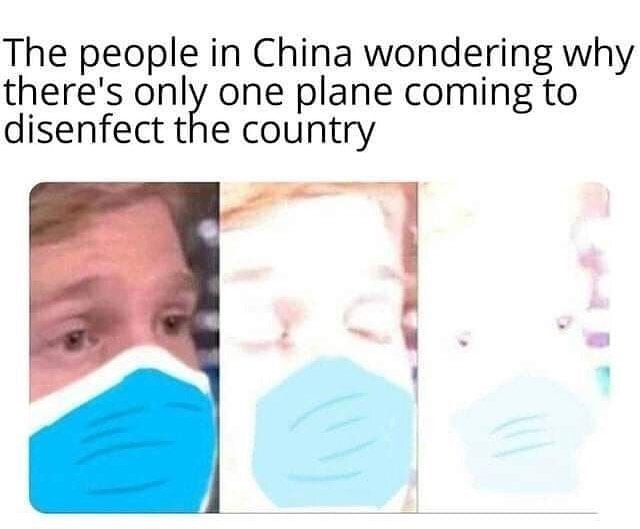 The people in China wondering why
there's only one plane coming to
disenfect the country